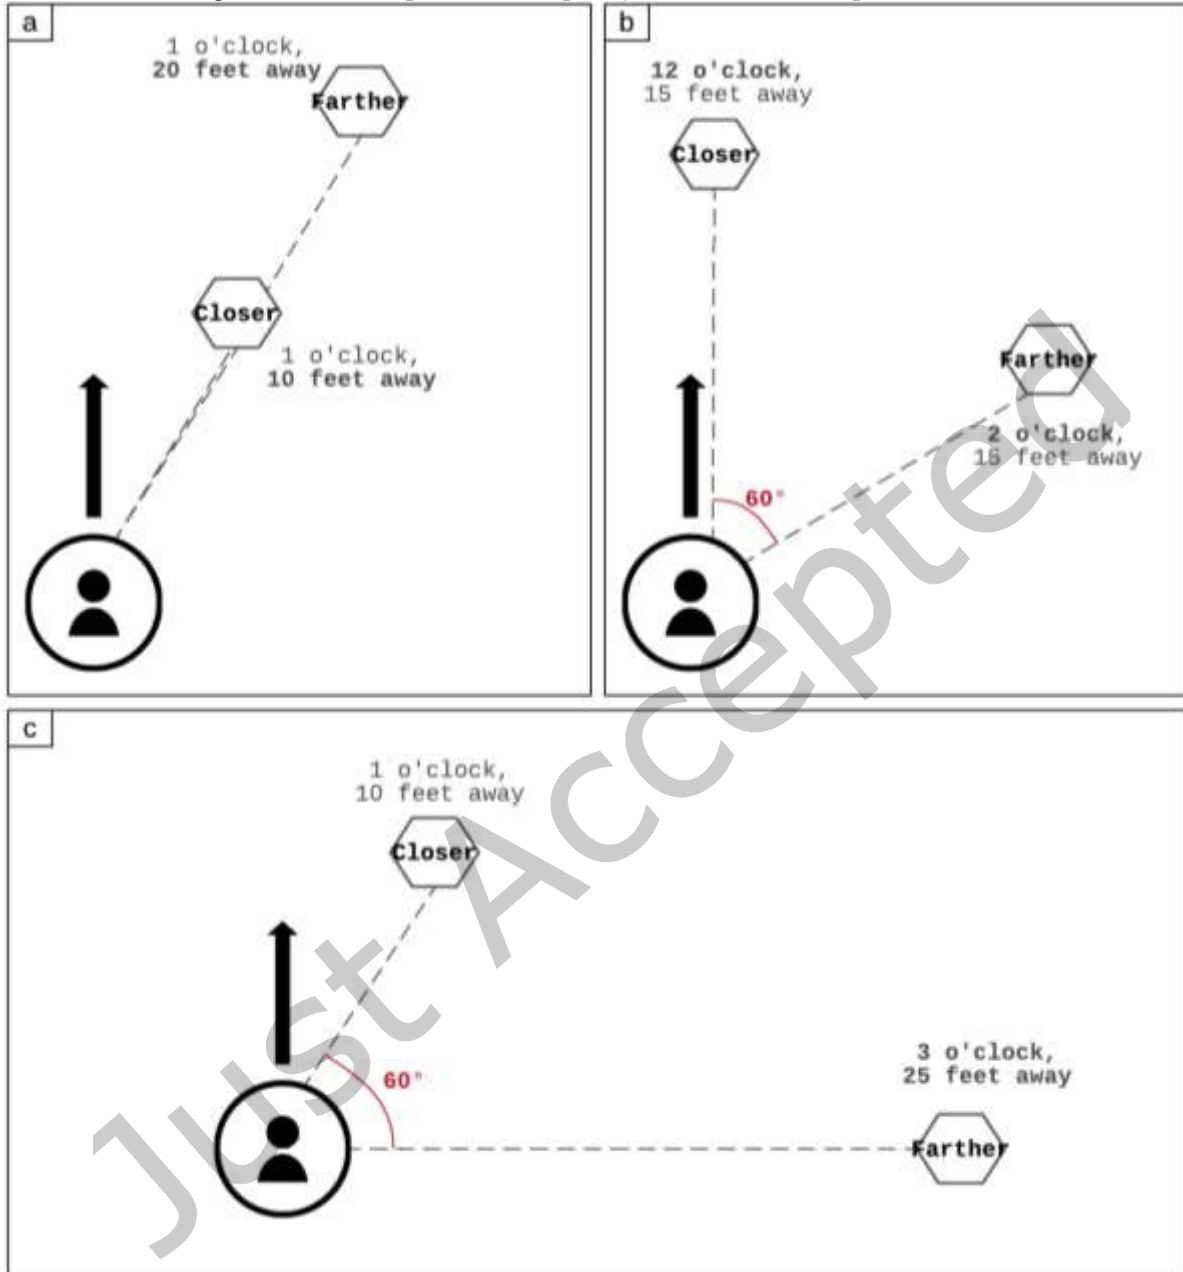 a
1 o'clock,
20 feet away
Farther
Closer
1 o'clock,
10 feet away
b
12 o'clock,
15 feet away
Closer
Farther
2 o'clock,
feet away
60°
c
1 o'clock,
10 feet away
Closer
60°
3 o'clock,
25 feet away
Farther
Just Accepted